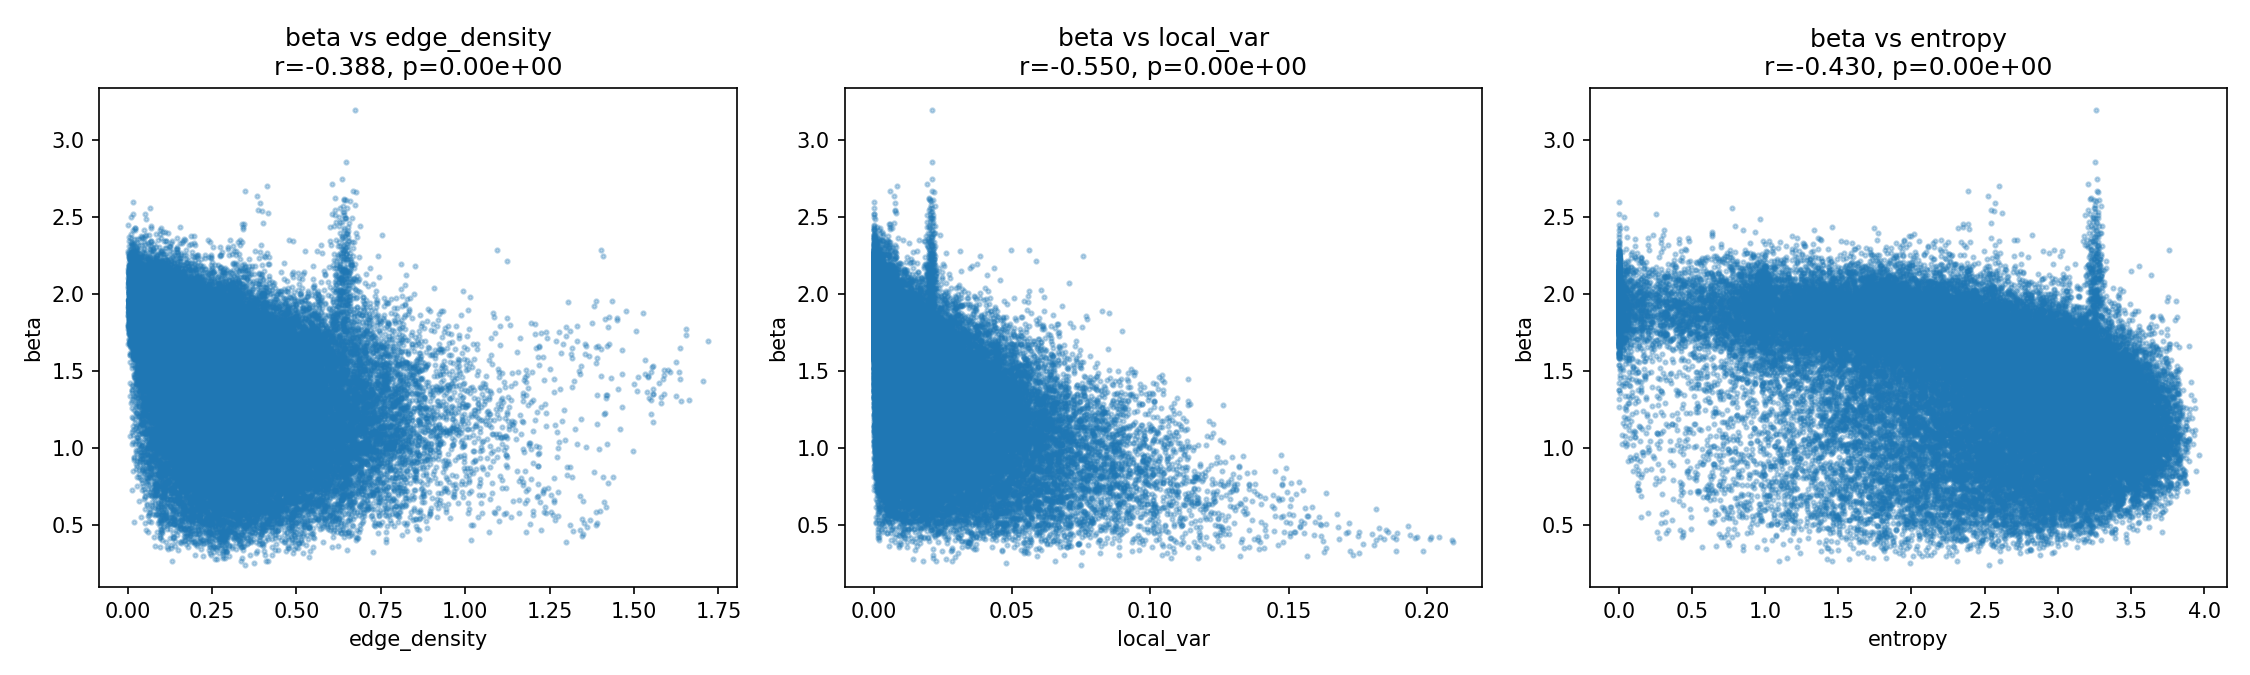 beta vs edge_density
r=-0.388, p=0.00e+00
beta
3.0
2.5
2.0
1.5
1.0
0.5
0.00 0.25 0.50 0.75 1.00 1.25 1.50 1.75
edge_density
beta vs local_var
r=-0.550, p=0.00e+00
beta
3.0
2.5
2.0
1.5
1.0
0.5
0.00 0.05 0.10 0.15 0.20
local_var
beta vs entropy
r=-0.430, p=0.00e+00
beta
3.0
2.5
2.0
1.5
1.0
0.5
0.0 0.5 1.0 1.5 2.0 2.5 3.0 3.5 4.0
entropy